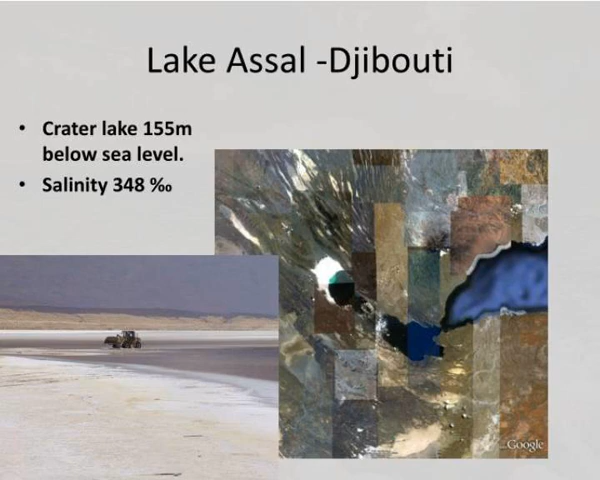 Lake Assal -Djibouti
• Crater lake 155m
below sea level.
• Salinity 348 ‰
Google